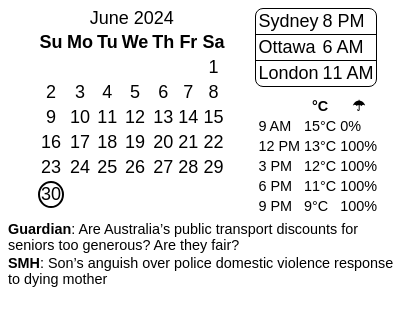 June 2024
Su Mo Tu We Th Fr Sa
1
2 3 4 5 6 7 8
9 10 11 12 13 14 15
16 17 18 19 20 21 22
23 24 25 26 27 28 29
30
Sydney 8 PM
Ottawa 6 AM
London 11 AM
°C ☂
9 AM 15°C 0%
12 PM 13°C 100%
3 PM 12°C 100%
6 PM 11°C 100%
9 PM 9°C 100%
Guardian: Are Australia’s public transport discounts for
seniors too generous? Are they fair?
SMH: Son’s anguish over police domestic violence response
to dying mother